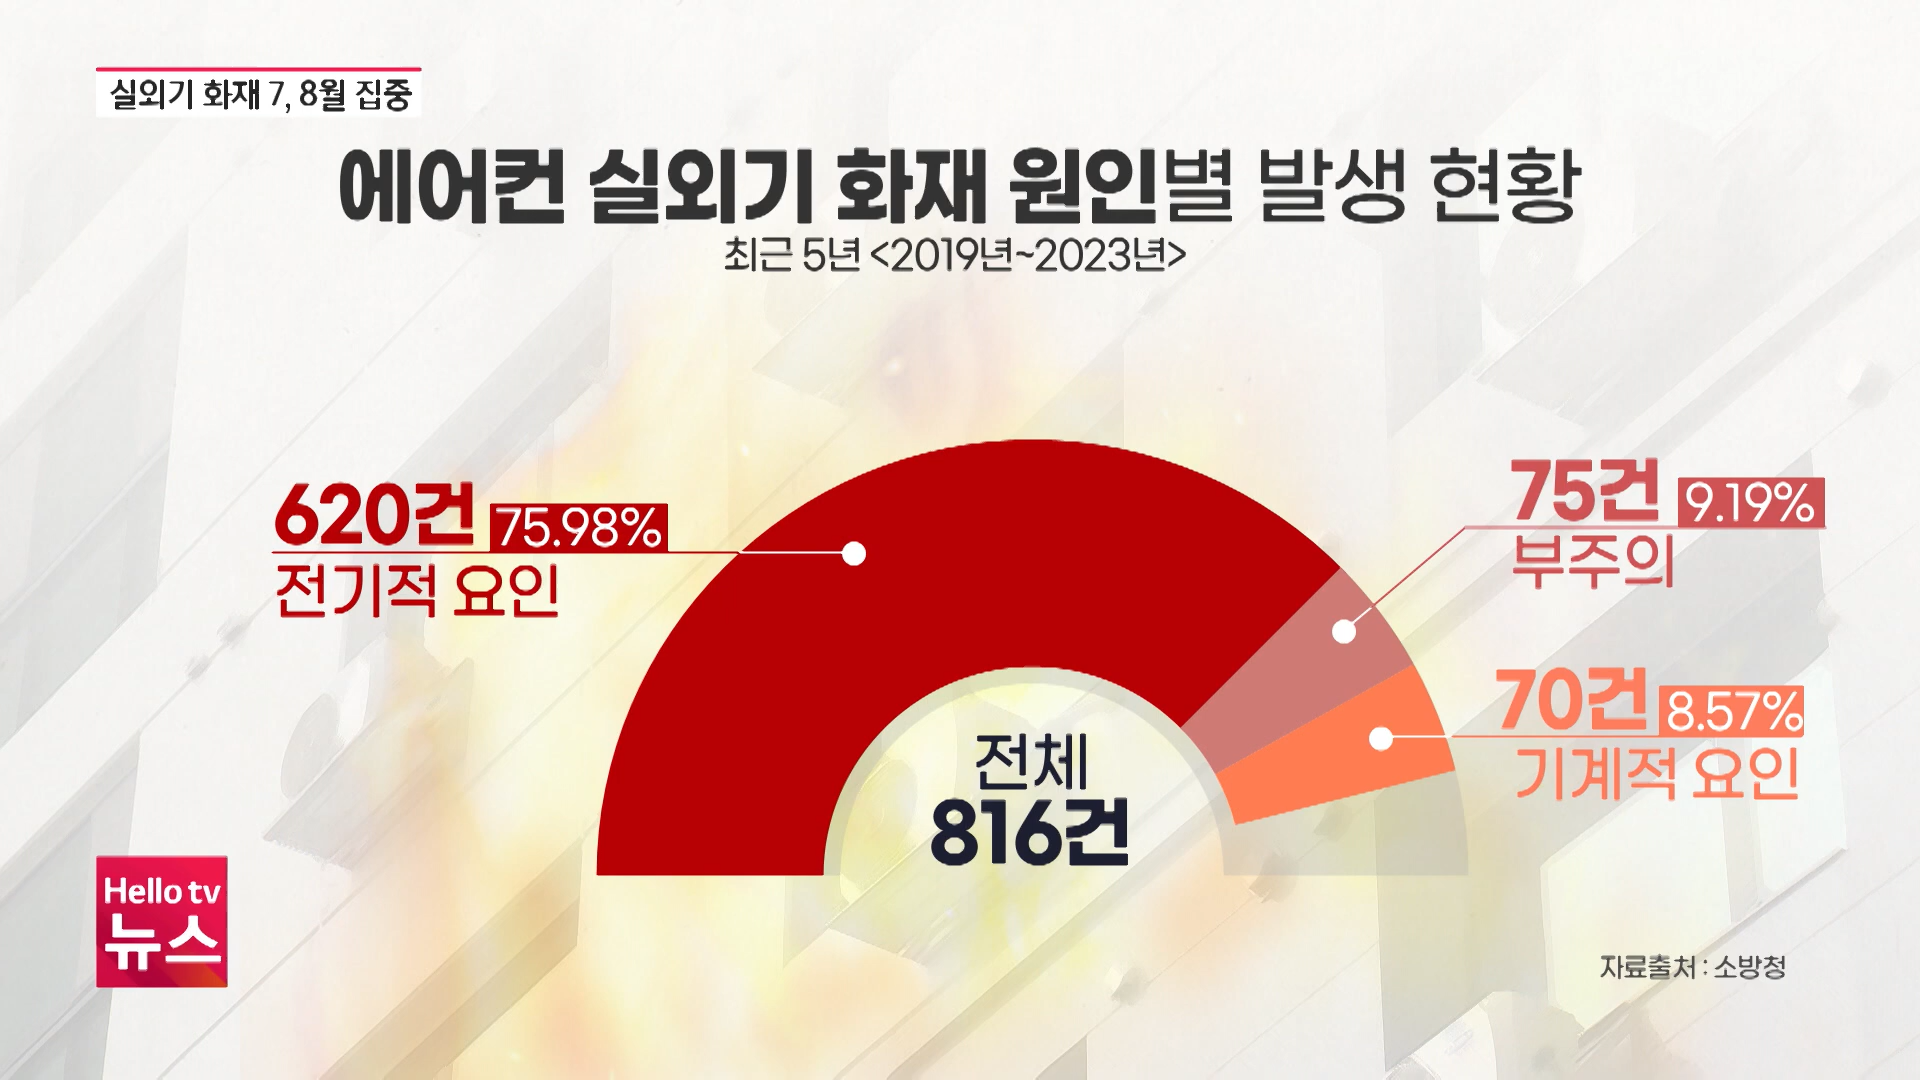 실외기 화재 7, 8월 집중
에어컨 실외기 화재 원인별 발생 현황
최근 5년 <2019년~2023년>
620건 75.98%
전기적 요인
75건 9.19%
부주의
70건 8.57%
기계적 요인
전체
816건
Hello tv
뉴스
자료출처 : 소방청